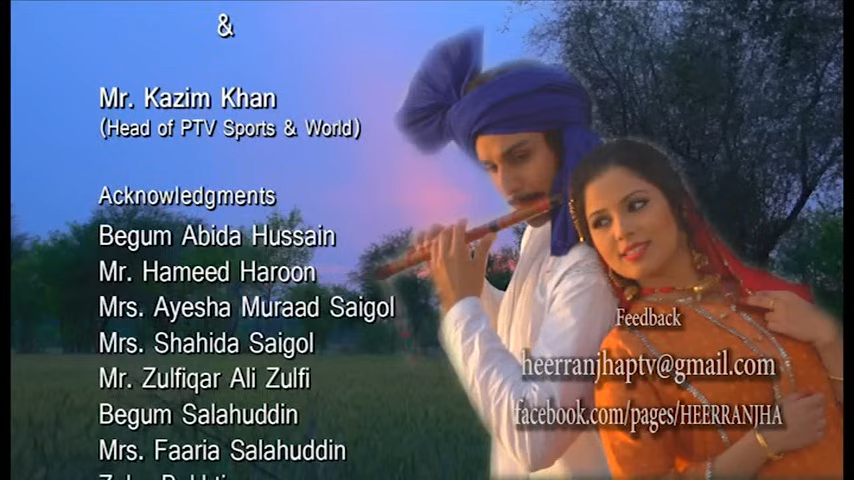 &
Mr. Kazim Khan
(Head of PTV Sports & World)
Acknowledgments
Begum Abida Hussain
Mr. Hameed Haroon
Mrs. Ayesha Muraad Saigol
Mrs. Shahida Saigol
Mr. Zulfiqar Ali Zulfi
Begum Salahuddin
Mrs. Faaria Salahuddin
Feedback
heerranjhaptv@gmail.com
facebook.com/pages/HEERRANJHA